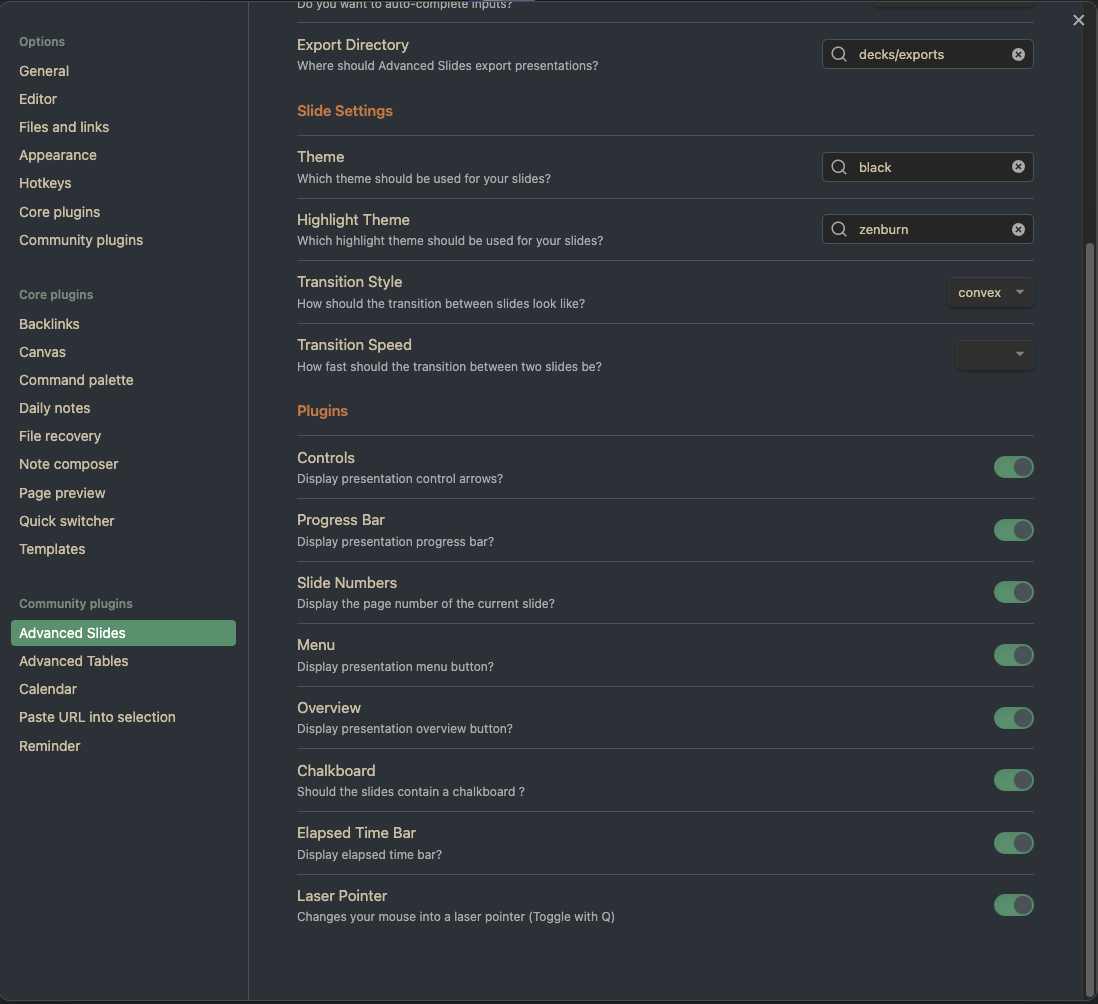 Options
General
Editor
Files and links
Appearance
Hotkeys
Core plugins
Community plugins
Core plugins
Backlinks
Canvas
Command palette
Daily notes
File recovery
Note composer
Page preview
Quick switcher
Templates
Community plugins
Advanced Slides
Advanced Tables
Calendar
Paste URL into selection
Reminder
Do you want to auto-complete inputs?
Export Directory
Where should Advanced Slides export presentations?
decks/exports
Slide Settings
Theme
Which theme should be used for your slides?
black
Highlight Theme
Which highlight theme should be used for your slides?
zenburn
Transition Style
How should the transition between slides look like?
convex
Transition Speed
How fast should the transition between two slides be?
Plugins
Controls
Display presentation control arrows?
Progress Bar
Display presentation progress bar?
Slide Numbers
Display the page number of the current slide?
Menu
Display presentation menu button?
Overview
Display presentation overview button?
Chalkboard
Should the slides contain a chalkboard ?
Elapsed Time Bar
Display elapsed time bar?
Laser Pointer
Changes your mouse into a laser pointer (Toggle with Q)